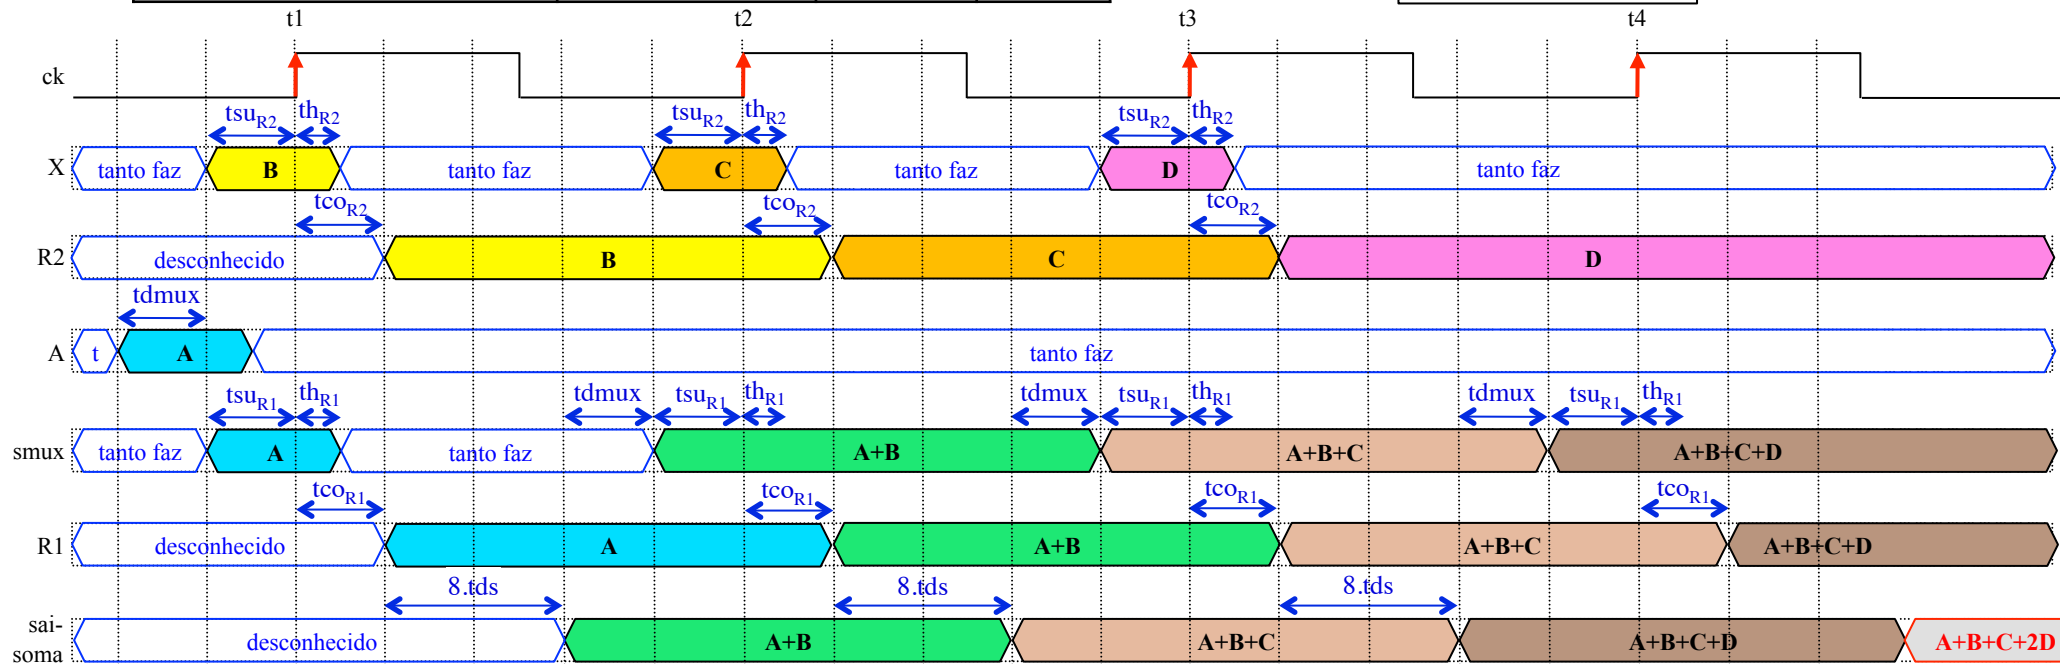 t1 t2 t3 t4
ck
tsuR2 thR2 tsuR2 thR2 tsuR2 thR2
X tanto faz B tanto faz C tanto faz D tanto faz
tcoR2 tcoR2 tcoR2
R2 desconhecido B C D
tdmux
A t A tanto faz
tsuR1 thR1 tdmux tsuR1 thR1 tdmux tsuR1 thR1 tdmux tsuR1 thR1
smux tanto faz A tanto faz A+B A+B+C A+B+C+D
tcoR1 tcoR1 tcoR1 tcoR1
R1 desconhecido A A+B A+B+C A+B+C+D
8.tds 8.tds 8.tds
sai-
soma desconhecido A+B A+B+C A+B+C+D A+B+C+2D